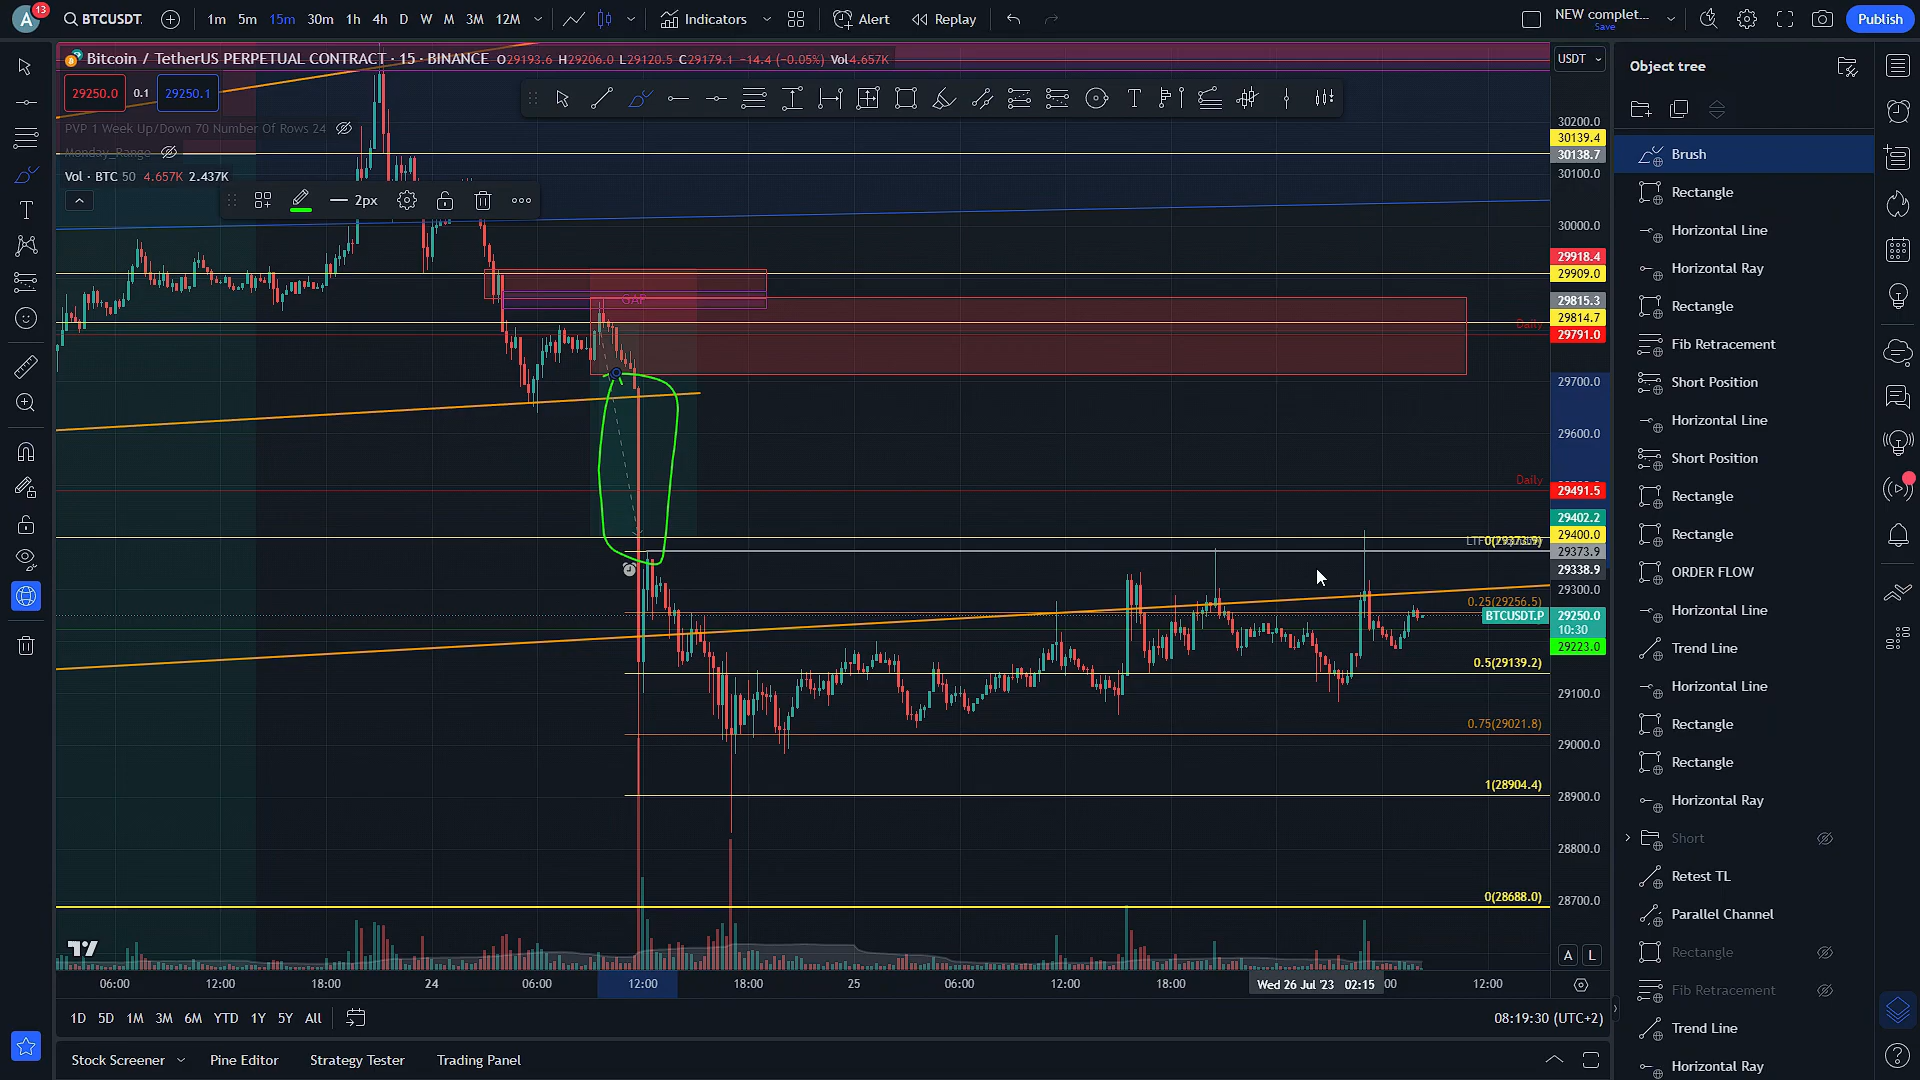 A 13 BTCUSDT. 1m 5m 15m 30m 1h 4h D W M 3M 12M Indicators Alert Replay NEW complet... Save Publish
Bitcoin / TetherUS PERPETUAL CONTRACT · 15 · BINANCE O29193.6 H29206.0 L29120.5 C29179.1 −14.4 (−0.05%) Vol4.657K
29250.0 0.1 29250.1
PVP 1 Week Up/Down 70 Number Of Rows 24
Monday_Range
Vol · BTC 50 4.657K 2.437K
2px
GAP
Daily
Daily
0(29373.9)
0.25(29256.5)
0.5(29139.2)
0.75(29021.8)
1(28904.4)
0(28688.0)
USDT
30200.0
30139.4
30138.7
30100.0
30000.0
29918.4
29909.0
29815.3
29814.7
29791.0
29700.0
29600.0
29491.5
29402.2
29400.0
29373.9
29338.9
29300.0
BTCUSDT.P 29250.0
10:30
29223.0
29100.0
29000.0
28900.0
28800.0
28700.0
A L
06:00 12:00 18:00 24 06:00 12:00 18:00 25 06:00 12:00 18:00 Wed 26 Jul '23 02:15 12:00
1D 5D 1M 3M 6M YTD 1Y 5Y All 08:19:30 (UTC+2)
Stock Screener Pine Editor Strategy Tester Trading Panel
Object tree
Brush
Rectangle
Horizontal Line
Horizontal Ray
Rectangle
Fib Retracement
Short Position
Horizontal Line
Short Position
Rectangle
Rectangle
ORDER FLOW
Horizontal Line
Trend Line
Horizontal Line
Rectangle
Rectangle
Horizontal Ray
Short
Retest TL
Parallel Channel
Rectangle
Fib Retracement
Trend Line
Horizontal Ray